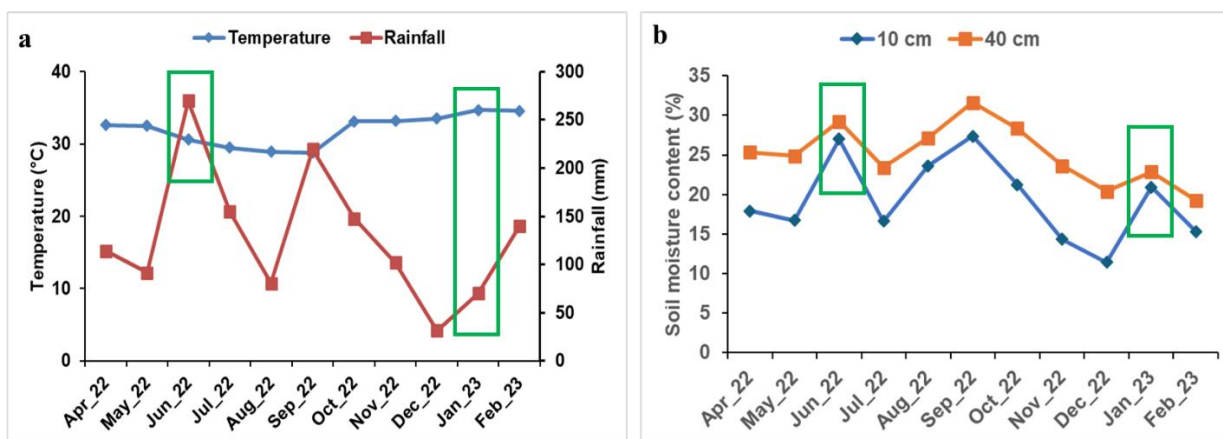 a
Temperature Rainfall
Temperature (°C)
40
30
20
10
0
Rainfall (mm)
300
250
200
150
100
50
0
Apr_22 May_22 Jun_22 Jul_22 Aug_22 Sep_22 Oct_22 Nov_22 Dec_22 Jan_23 Feb_23
b
10 cm 40 cm
Soil moisture content (%)
35
30
25
20
15
10
5
0
Apr_22 May_22 Jun_22 Jul_22 Aug_22 Sep_22 Oct_22 Nov_22 Dec_22 Jan_23 Feb_23